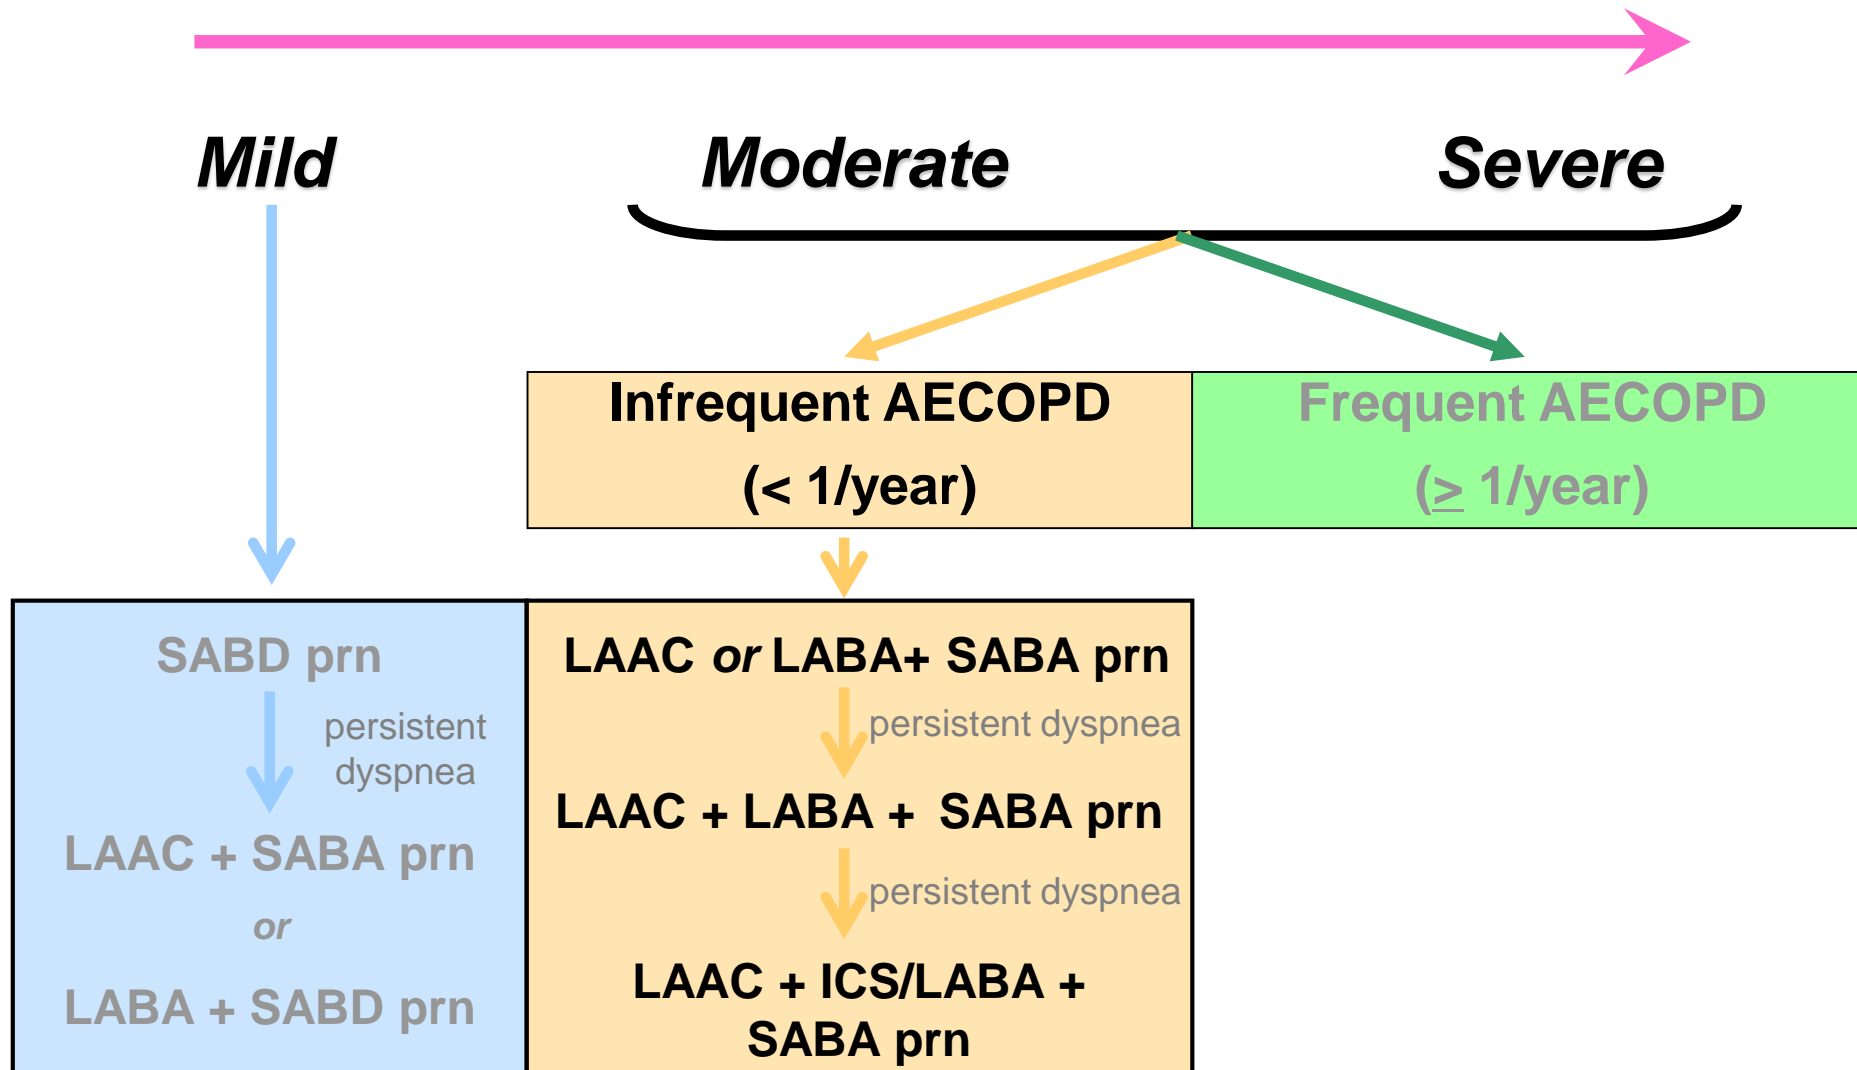 Mild
Moderate
Severe
Infrequent AECOPD
(< 1/year)
Frequent AECOPD
(≥ 1/year)
SABD prn
persistent
dyspnea
LAAC + SABA prn
or
LABA + SABD prn
LAAC or LABA+ SABA prn
persistent dyspnea
LAAC + LABA + SABA prn
persistent dyspnea
LAAC + ICS/LABA +
SABA prn